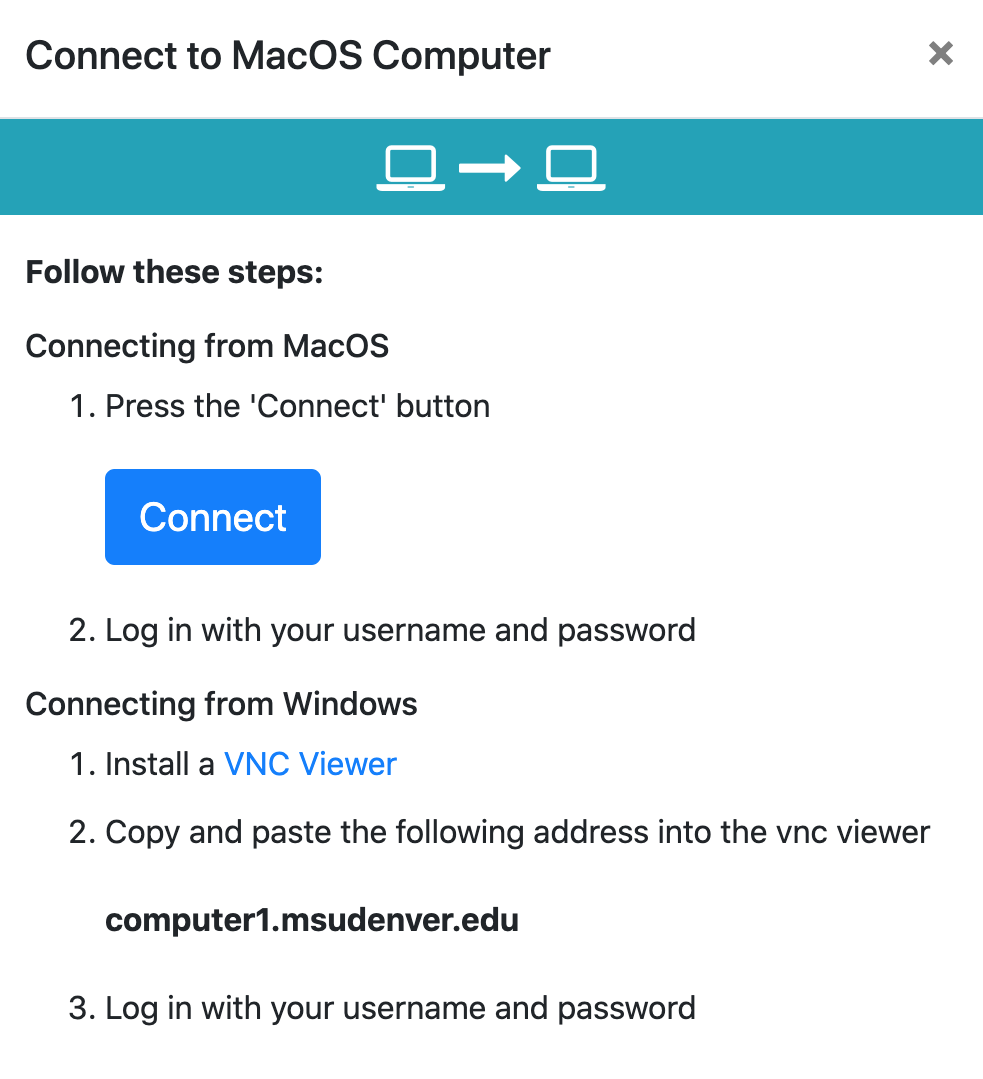 Connect to MacOS Computer
Follow these steps:
Connecting from MacOS
1. Press the 'Connect' button
Connect
2. Log in with your username and password
Connecting from Windows
1. Install a VNC Viewer
2. Copy and paste the following address into the vnc viewer
computer1.msudenver.edu
3. Log in with your username and password